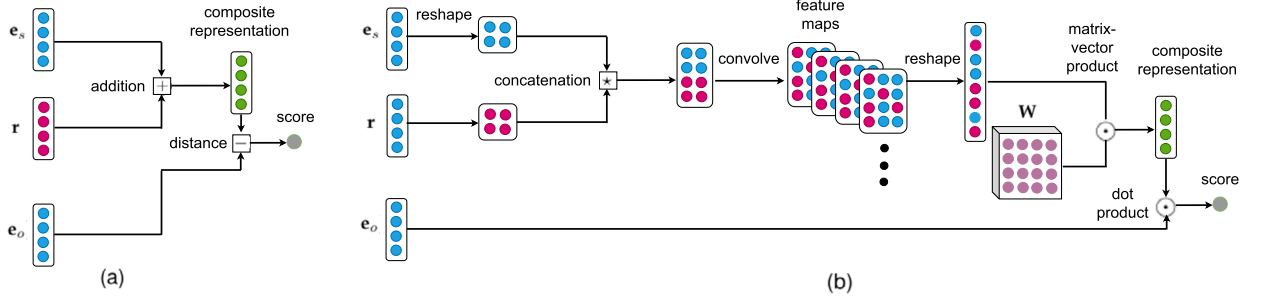 composite
representation
e_s
addition
+
r
distance
−
score
e_o
(a)
feature
maps
e_s
reshape
concatenation
⋆
convolve
reshape
matrix-
vector
product
composite
representation
r
W
dot
product
score
e_o
(b)